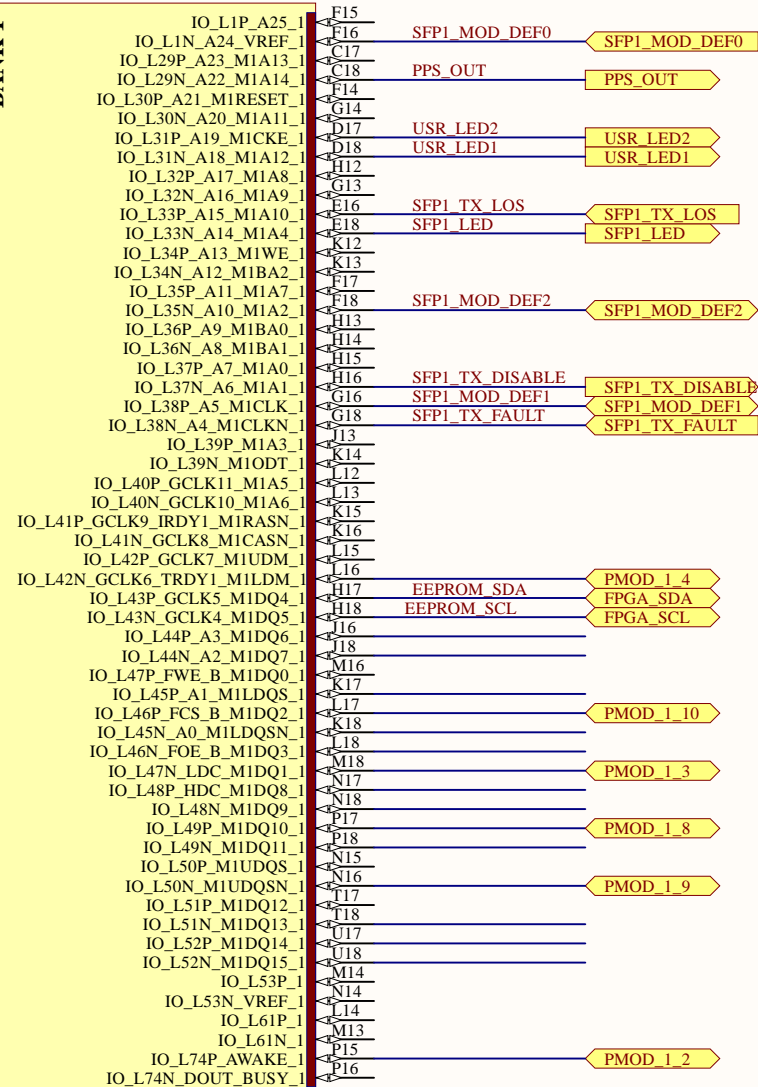 BANK 1
IO_L1P_A25_1 F15
IO_L1N_A24_VREF_1 F16 SFP1_MOD_DEF0 SFP1_MOD_DEF0
IO_L29P_A23_M1A13_1 C17
IO_L29N_A22_M1A14_1 C18 PPS_OUT PPS_OUT
IO_L30P_A21_M1RESET_1 F14
IO_L30N_A20_M1A11_1 G14
IO_L31P_A19_M1CKE_1 D17 USR_LED2 USR_LED2
IO_L31N_A18_M1A12_1 D18 USR_LED1 USR_LED1
IO_L32P_A17_M1A8_1 H12
IO_L32N_A16_M1A9_1 G13
IO_L33P_A15_M1A10_1 E16 SFP1_TX_LOS SFP1_TX_LOS
IO_L33N_A14_M1A4_1 E18 SFP1_LED SFP1_LED
IO_L34P_A13_M1WE_1 K12
IO_L34N_A12_M1BA2_1 K13
IO_L35P_A11_M1A7_1 F17
IO_L35N_A10_M1A2_1 F18 SFP1_MOD_DEF2 SFP1_MOD_DEF2
IO_L36P_A9_M1BA0_1 H13
IO_L36N_A8_M1BA1_1 H14
IO_L37P_A7_M1A0_1 H15
IO_L37N_A6_M1A1_1 H16 SFP1_TX_DISABLE SFP1_TX_DISABLE
IO_L38P_A5_M1CLK_1 G16 SFP1_MOD_DEF1 SFP1_MOD_DEF1
IO_L38N_A4_M1CLKN_1 G18 SFP1_TX_FAULT SFP1_TX_FAULT
IO_L39P_M1A3_1 J13
IO_L39N_M1ODT_1 K14
IO_L40P_GCLK11_M1A5_1 L12
IO_L40N_GCLK10_M1A6_1 L13
IO_L41P_GCLK9_IRDY1_M1RASN_1 K15
IO_L41N_GCLK8_M1CASN_1 K16
IO_L42P_GCLK7_M1UDM_1 L15
IO_L42N_GCLK6_TRDY1_M1LDM_1 L16 PMOD_1_4
IO_L43P_GCLK5_M1DQ4_1 H17 EEPROM_SDA FPGA_SDA
IO_L43N_GCLK4_M1DQ5_1 H18 EEPROM_SCL FPGA_SCL
IO_L44P_A3_M1DQ6_1 J16
IO_L44N_A2_M1DQ7_1 J18
IO_L47P_FWE_B_M1DQ0_1 M16
IO_L45P_A1_M1LDQS_1 K17
IO_L46P_FCS_B_M1DQ2_1 L17 PMOD_1_10
IO_L45N_A0_M1LDQSN_1 K18
IO_L46N_FOE_B_M1DQ3_1 L18
IO_L47N_LDC_M1DQ1_1 M18 PMOD_1_3
IO_L48P_HDC_M1DQ8_1 N17
IO_L48N_M1DQ9_1 N18
IO_L49P_M1DQ10_1 P17 PMOD_1_8
IO_L49N_M1DQ11_1 P18
IO_L50P_M1UDQS_1 N15
IO_L50N_M1UDQSN_1 N16 PMOD_1_9
IO_L51P_M1DQ12_1 T17
IO_L51N_M1DQ13_1 T18
IO_L52P_M1DQ14_1 U17
IO_L52N_M1DQ15_1 U18
IO_L53P_1 M14
IO_L53N_VREF_1 N14
IO_L61P_1 L14
IO_L61N_1 M13
IO_L74P_AWAKE_1 P15 PMOD_1_2
IO_L74N_DOUT_BUSY_1 P16